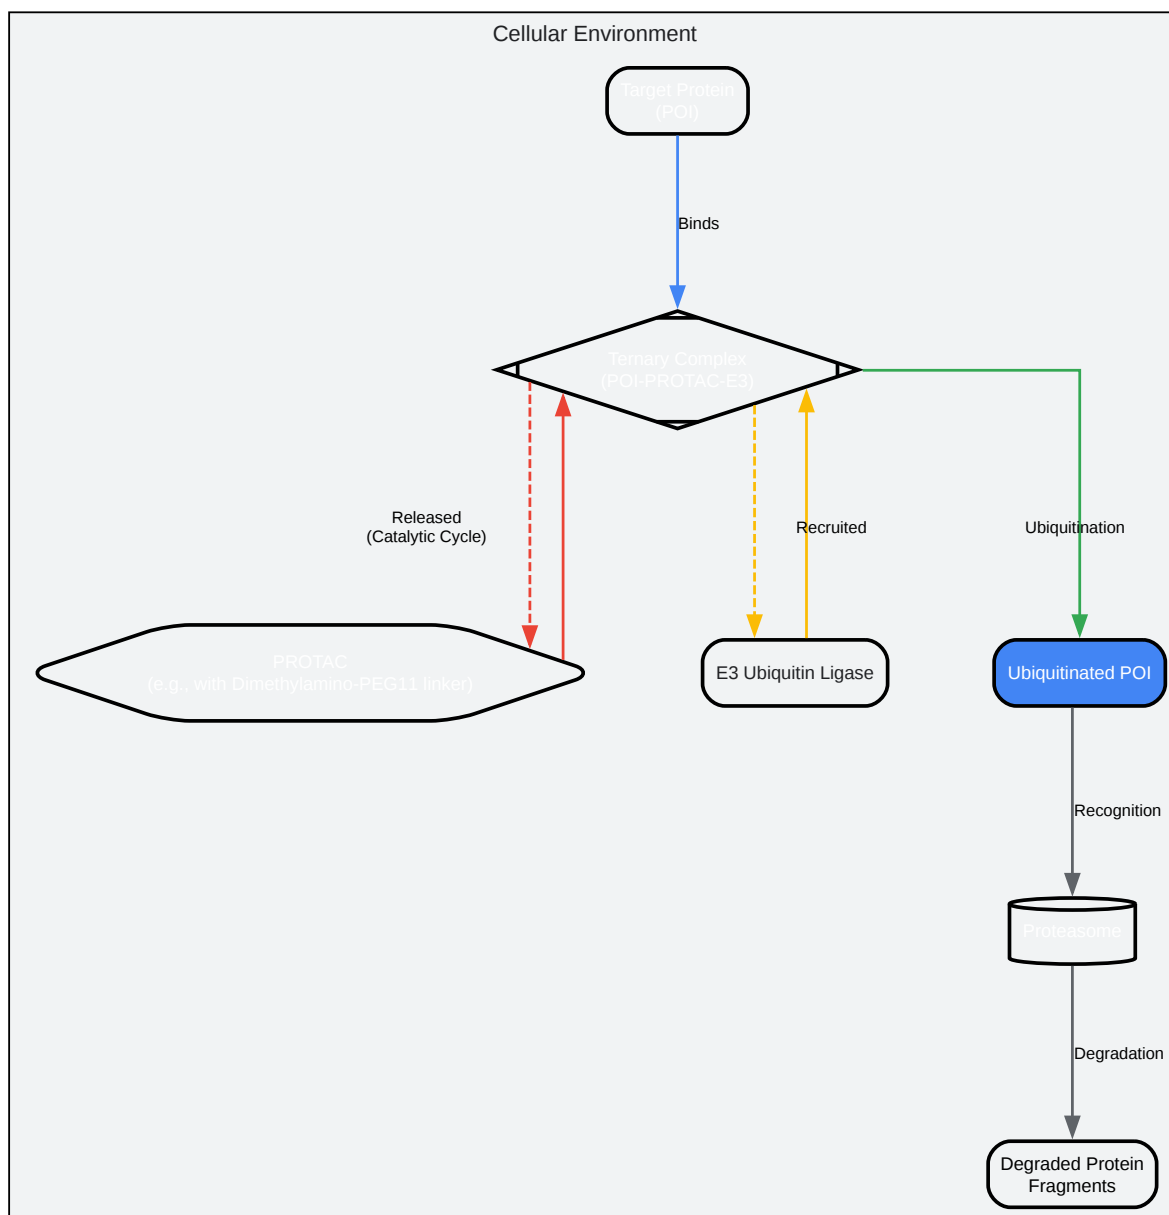 Cellular Environment
Target Protein
(POI)
Binds
Ternary Complex
(POI-PROTAC-E3)
Released
(Catalytic Cycle)
Recruited
Ubiquitination
PROTAC
(e.g., with Dimethylamino-PEG11 linker)
E3 Ubiquitin Ligase
Ubiquitinated POI
Recognition
Proteasome
Degradation
Degraded Protein
Fragments